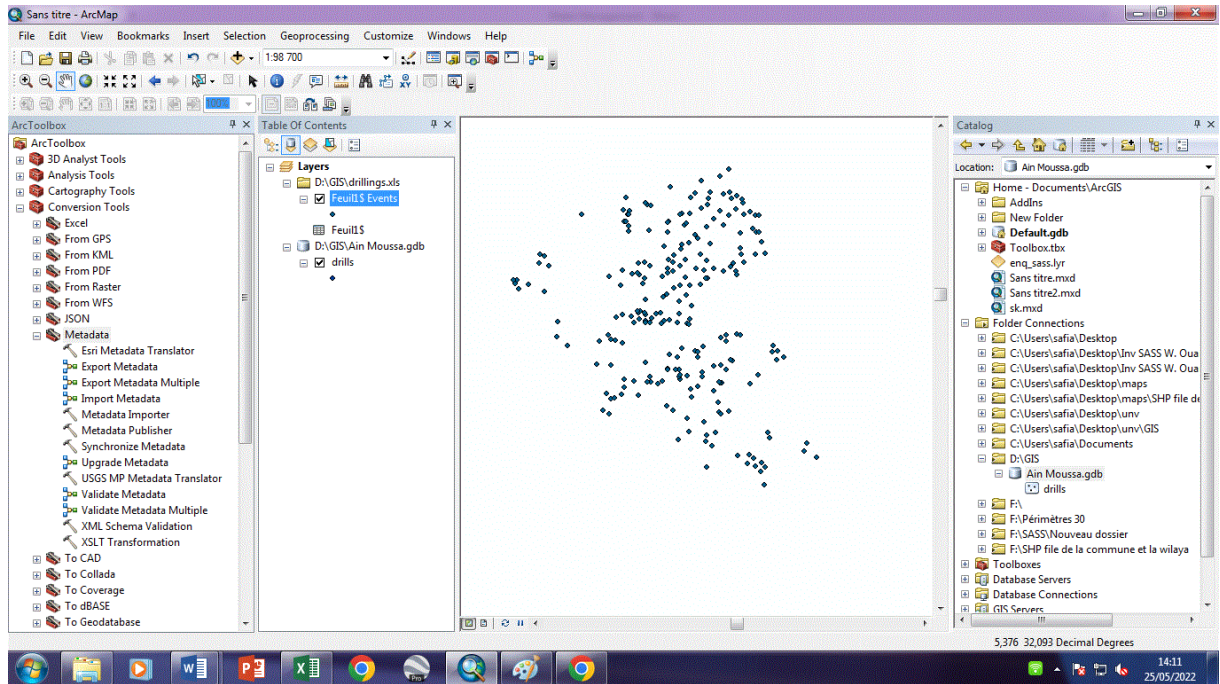 Sans titre - ArcMap
File Edit View Bookmarks Insert Selection Geoprocessing Customize Windows Help
1:98 700
100%
ArcToolbox
ArcToolbox
3D Analyst Tools
Analysis Tools
Cartography Tools
Conversion Tools
Excel
From GPS
From KML
From PDF
From Raster
From WFS
JSON
Metadata
Esri Metadata Translator
Export Metadata
Export Metadata Multiple
Import Metadata
Metadata Importer
Metadata Publisher
Synchronize Metadata
Upgrade Metadata
USGS MP Metadata Translator
Validate Metadata
Validate Metadata Multiple
XML Schema Validation
XSLT Transformation
To CAD
To Collada
To Coverage
To dBASE
To Geodatabase
Table Of Contents
Layers
D:\GIS\drillings.xls
Feuil1$ Events
Feuil1$
D:\GIS\Ain Moussa.gdb
drills
Catalog
Location: Ain Moussa.gdb
Home - Documents\ArcGIS
AddIns
New Folder
Default.gdb
Toolbox.tbx
enq_sass.lyr
Sans titre.mxd
Sans titre2.mxd
sk.mxd
Folder Connections
C:\Users\safia\Desktop
C:\Users\safia\Desktop\Inv SASS W. Oua
C:\Users\safia\Desktop\Inv SASS W. Oua
C:\Users\safia\Desktop\maps
C:\Users\safia\Desktop\maps\SHP file de
C:\Users\safia\Desktop\unv
C:\Users\safia\Desktop\unv\GIS
C:\Users\safia\Documents
D:\GIS
Ain Moussa.gdb
drills
F:\
F:\Périmètres 30
F:\SASS\Nouveau dossier
F:\SHP file de la commune et la wilaya
Toolboxes
Database Servers
Database Connections
GIS Servers
5,376 32,093 Decimal Degrees
Pro
14:11
25/05/2022